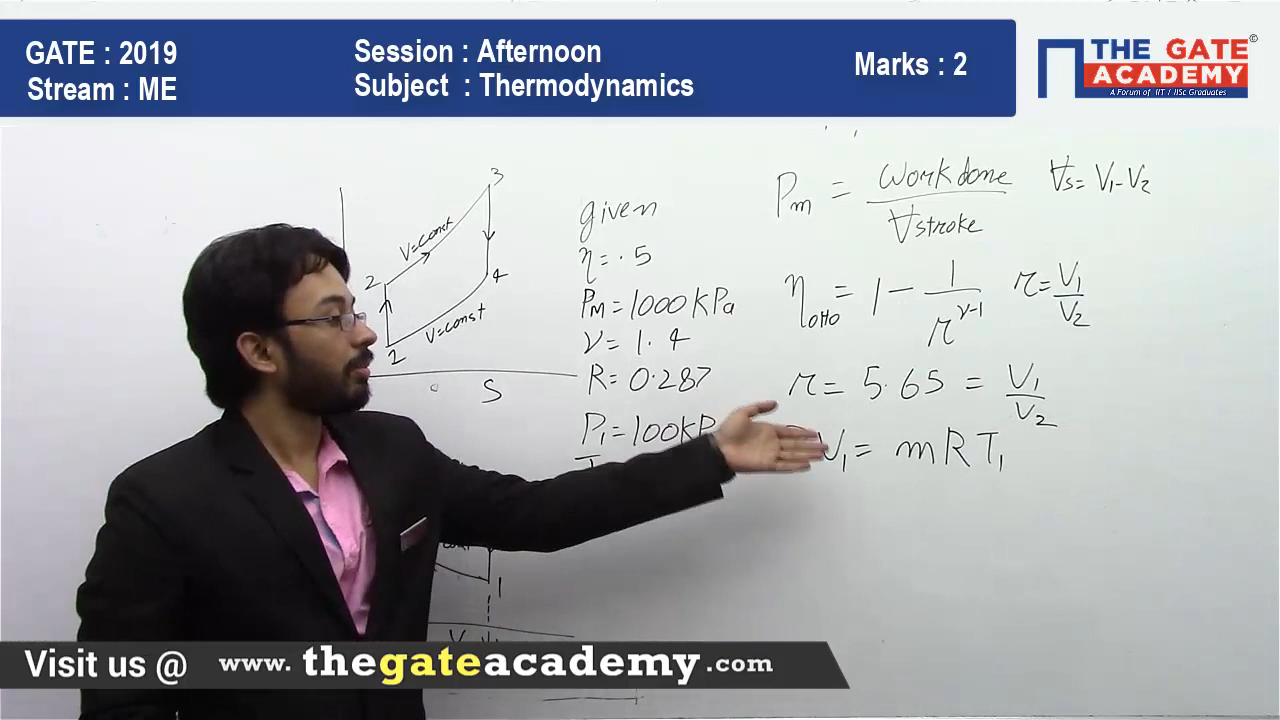 GATE : 2019
Stream : ME
Session : Afternoon
Subject : Thermodynamics
Marks : 2
THE GATE
ACADEMY
©
A Forum of IIT / IISc Graduates
3
V=const
2
4
V=const
2
S
given
η = .5
Pm = 1000 kPa
γ = 1.4
R = 0.287
P1 = 100 kP
Pm = work done / Vstroke
Vs = V1 - V2
ηotto = 1 - 1 / r^γ-1
r = V1 / V2
r = 5.65 = V1 / V2
V1 = mRT1
1
Visit us @ www.thegateacademy.com